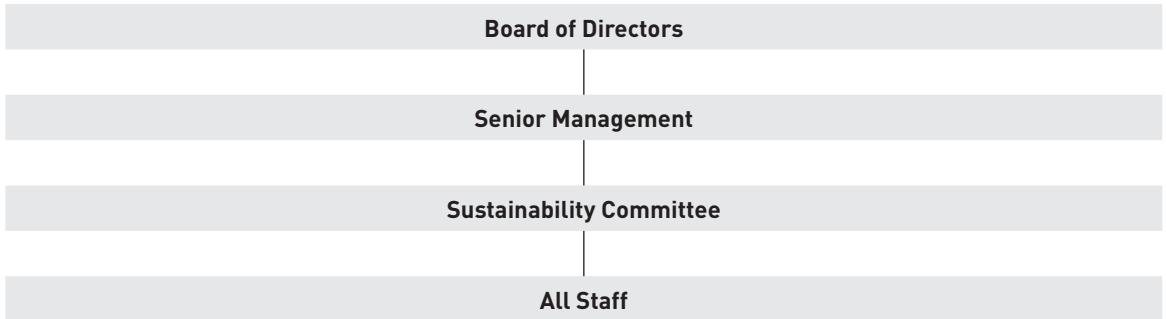 Board of Directors
Senior Management
Sustainability Committee
All Staff